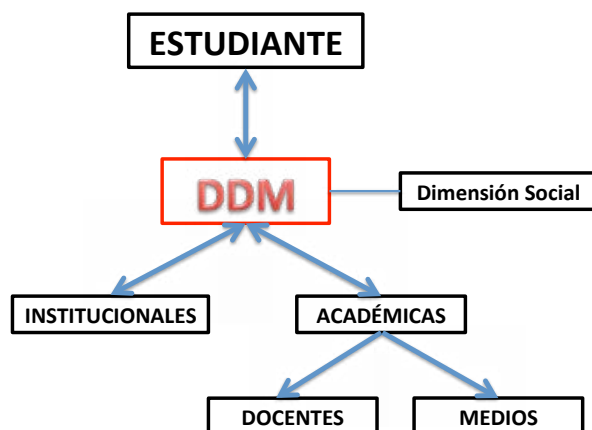 ESTUDIANTE
DDM
Dimensión Social
INSTITUCIONALES
ACADÉMICAS
DOCENTES
MEDIOS